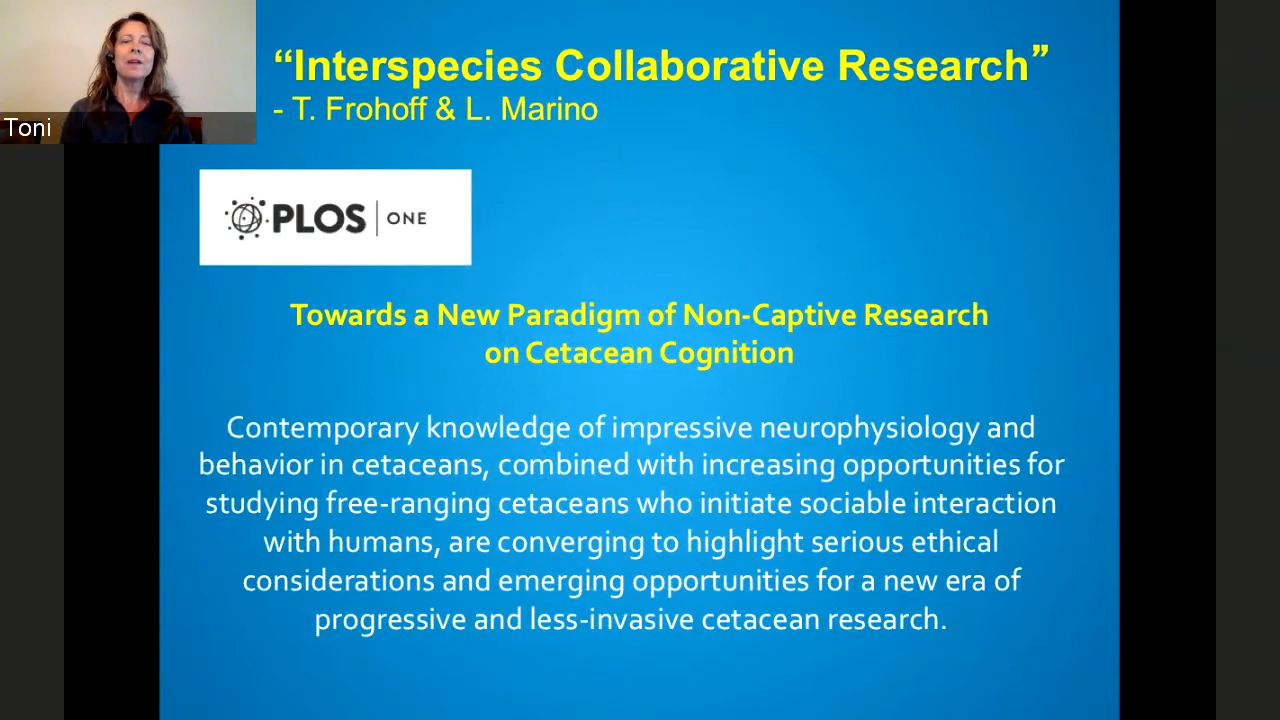 Toni
“Interspecies Collaborative Research”
- T. Frohoff & L. Marino
PLOS ONE
Towards a New Paradigm of Non-Captive Research
on Cetacean Cognition
Contemporary knowledge of impressive neurophysiology and
behavior in cetaceans, combined with increasing opportunities for
studying free-ranging cetaceans who initiate sociable interaction
with humans, are converging to highlight serious ethical
considerations and emerging opportunities for a new era of
progressive and less-invasive cetacean research.